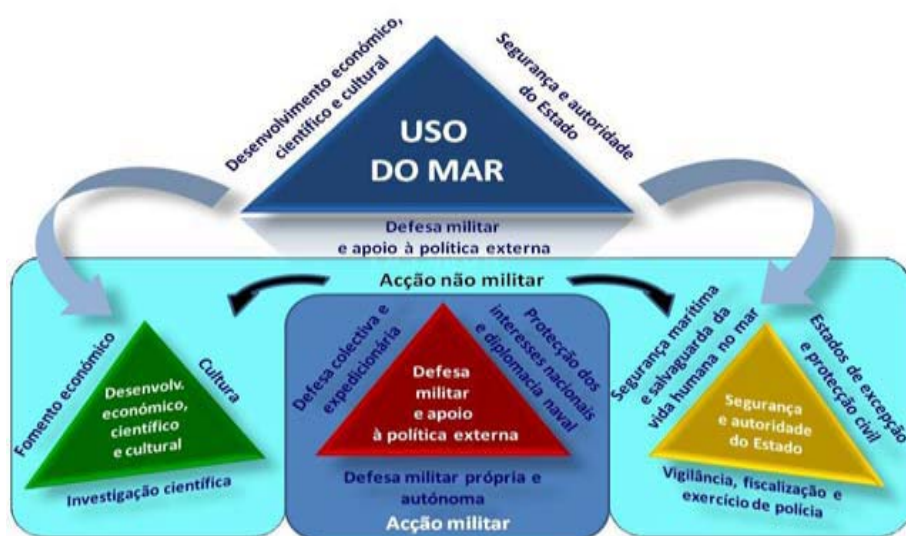 Desenvolvimento económico,
científico e cultural
Segurança e autoridade
do Estado
USO
DO MAR
Defesa militar
e apoio à política externa
Acção não militar
Fomento económico
Cultura
Desenvolv.
económico,
científico
e cultural
Investigação científica
Defesa colectiva e
expedicionária
Protecção dos
interesses nacionais
e diplomacia naval
Defesa
militar
e apoio
à política externa
Defesa militar própria e
autónoma
Acção militar
Segurança marítima
e salvaguarda da
vida humana no mar
Estados de excepção
e protecção civil
Segurança
e autoridade
do Estado
Vigilância, fiscalização e
exercício de polícia